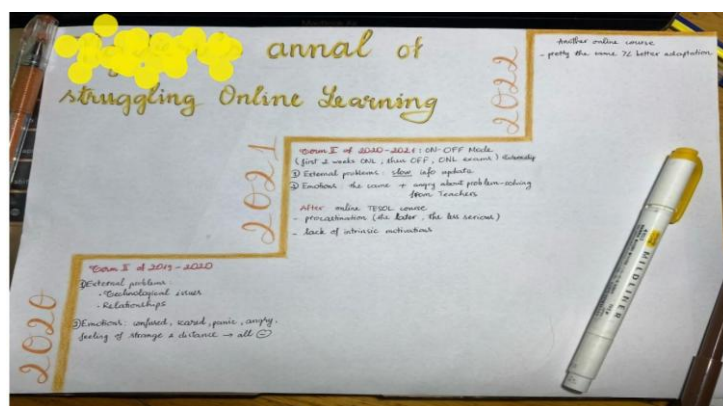 annal of
struggling Online Learning
2022
Another online course
- pretty the same % better adaptation
2021
Term II of 2020-2021: ON-OFF Mode
(first 2 weeks ONL, then OFF, ONL exams)
① External problems: slow info update
② Emotions: the same + angry about problem-solving
from Teachers
After online TESOL course
- procrastination (the later, the less serious)
- lack of intrinsic motivations
2020
Term II of 2019-2020
① External problems:
- Technological issues
- Relationships
② Emotions: confused, scared, panic, angry.
feeling of strange & distance → all ⊖
MILDLINER